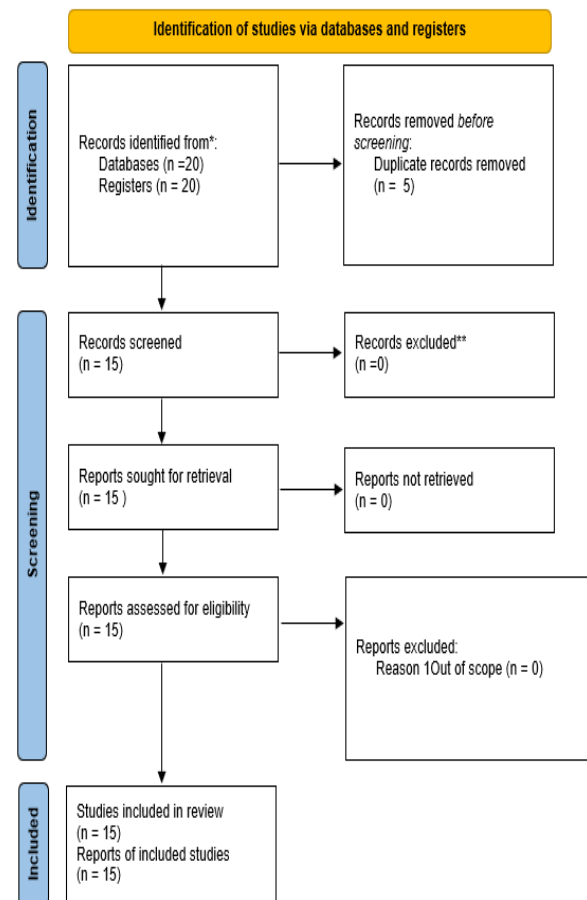 Identification of studies via databases and registers
Identification
Records identified from*:
Databases (n =20)
Registers (n = 20)
Records removed before
screening:
Duplicate records removed
(n = 5)
Screening
Records screened
(n = 15)
Records excluded**
(n =0)
Reports sought for retrieval
(n = 15 )
Reports not retrieved
(n = 0)
Reports assessed for eligibility
(n = 15)
Reports excluded:
Reason 1Out of scope (n = 0)
Included
Studies included in review
(n = 15)
Reports of included studies
(n = 15)